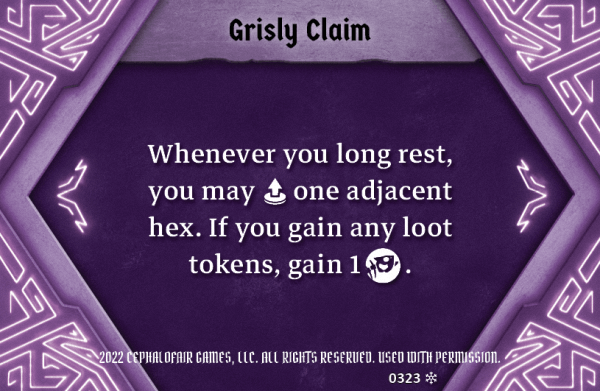 Grisly Claim
Whenever you long rest,
you may one adjacent
hex. If you gain any loot
tokens, gain 1 .
2022 CEPHALOFAIR GAMES, LLC. ALL RIGHTS RESERVED. USED WITH PERMISSION.
0323